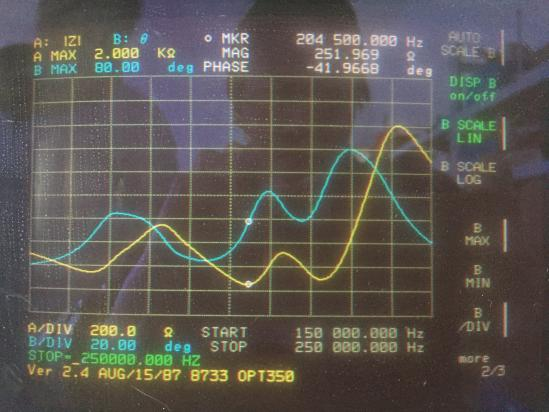 A: |Z| B: θ o MKR 204 500.000 Hz
A MAX 2.000 KΩ MAG 251.969 Ω
B MAX 80.00 deg PHASE -41.9668 deg
AUTO
SCALE B
DISP B
on/off
B SCALE
LIN
B SCALE
LOG
B
MAX
B
MIN
B
/DIV
more
2/3
A/DIV 200.0 Ω START 150 000.000 Hz
B/DIV 20.00 deg STOP 250 000.000 Hz
STOP=_250000.000 HZ
Ver 2.4 AUG/15/87 8733 OPT350